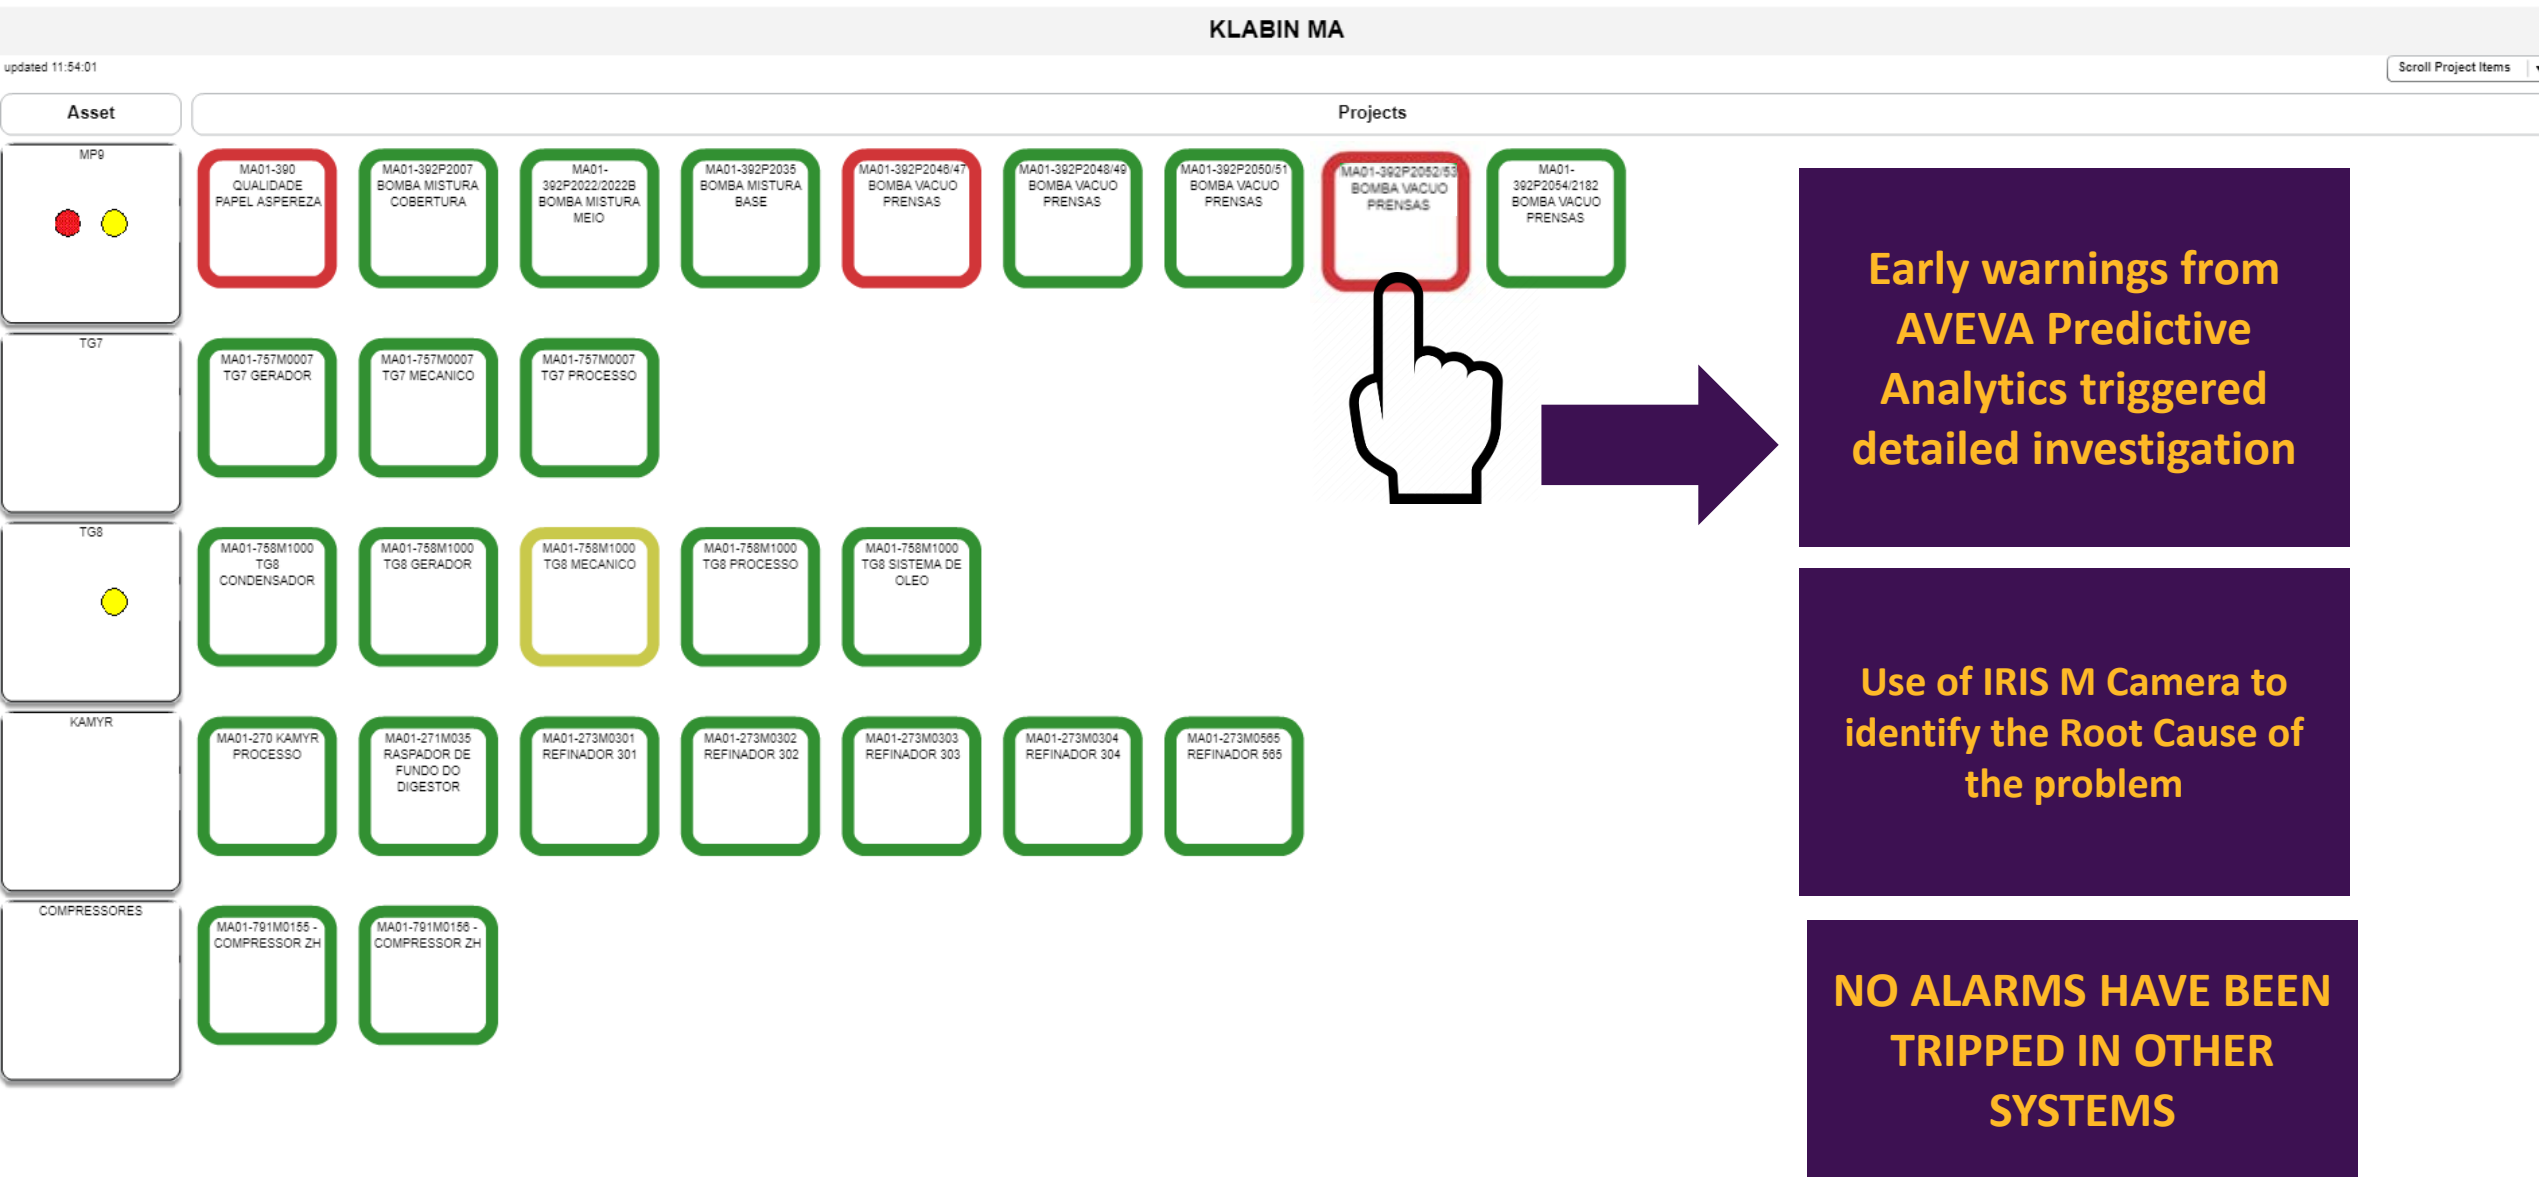 KLABIN MA
updated 11:54:01
Scroll Project Items
Asset
Projects
MP9
MA01-390
QUALIDADE
PAPEL ASPEREZA
MA01-392P2007
BOMBA MISTURA
COBERTURA
MA01-
392P2022/2022B
BOMBA MISTURA
MEIO
MA01-392P2035
BOMBA MISTURA
BASE
MA01-392P2046/47
BOMBA VACUO
PRENSAS
MA01-392P2048/49
BOMBA VACUO
PRENSAS
MA01-392P2050/51
BOMBA VACUO
PRENSAS
MA01-392P2052/53
BOMBA VACUO
PRENSAS
MA01-
392P2054/2182
BOMBA VACUO
PRENSAS
Early warnings from
AVEVA Predictive
Analytics triggered
detailed investigation
TG7
MA01-757M0007
TG7 GERADOR
MA01-757M0007
TG7 MECANICO
MA01-757M0007
TG7 PROCESSO
TG8
MA01-758M1000
TG8
CONDENSADOR
MA01-758M1000
TG8 GERADOR
MA01-758M1000
TG8 MECANICO
MA01-758M1000
TG8 PROCESSO
MA01-758M1000
TG8 SISTEMA DE
OLEO
Use of IRIS M Camera to
identify the Root Cause of
the problem
KAMYR
MA01-270 KAMYR
PROCESSO
MA01-271M035
RASPADOR DE
FUNDO DO
DIGESTOR
MA01-273M0301
REFINADOR 301
MA01-273M0302
REFINADOR 302
MA01-273M0303
REFINADOR 303
MA01-273M0304
REFINADOR 304
MA01-273M0565
REFINADOR 565
COMPRESSORES
MA01-791M0155 -
COMPRESSOR ZH
MA01-791M0156 -
COMPRESSOR ZH
NO ALARMS HAVE BEEN
TRIPPED IN OTHER
SYSTEMS